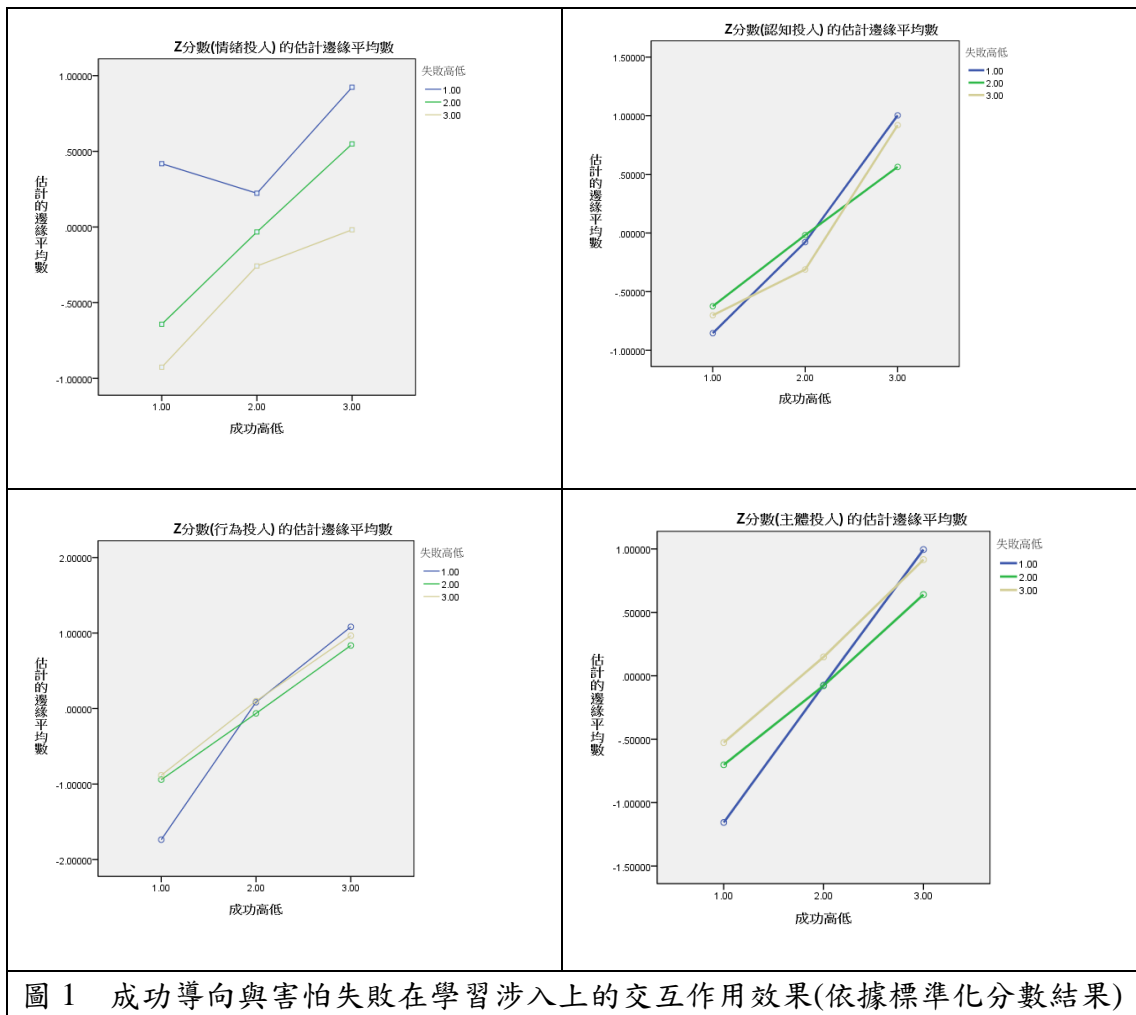 Z分數(情緒投入) 的估計邊緣平均數
失敗高低
1.00
2.00
3.00
1.00000
.50000
.00000
-.50000
-1.00000
估計的邊緣平均數
1.00
2.00
3.00
成功高低
Z分數(認知投入) 的估計邊緣平均數
失敗高低
1.00
2.00
3.00
1.50000
1.00000
.50000
.00000
-.50000
-1.00000
估計的邊緣平均數
1.00
2.00
3.00
成功高低
Z分數(行為投入) 的估計邊緣平均數
失敗高低
1.00
2.00
3.00
2.00000
1.00000
.00000
-1.00000
-2.00000
估計的邊緣平均數
1.00
2.00
3.00
成功高低
Z分數(主體投入) 的估計邊緣平均數
失敗高低
1.00
2.00
3.00
1.00000
.50000
.00000
-.50000
-1.00000
-1.50000
估計的邊緣平均數
1.00
2.00
3.00
成功高低
圖 1 成功導向與害怕失敗在學習涉入上的交互作用效果(依據標準化分數結果)